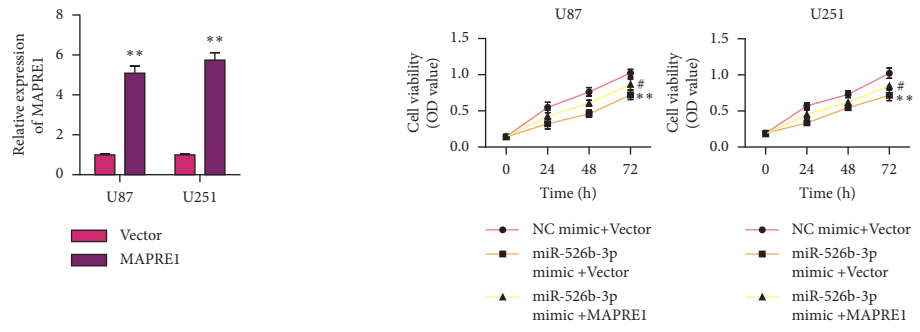 Relative expression
of MAPRE1
8
6
4
2
0
**
**
U87
U251
Vector
MAPRE1
U87
Cell viability
(OD value)
1.5
1.0
0.5
0.0
#
**
0
24
48
72
Time (h)
NC mimic+Vector
miR-526b-3p
mimic +Vector
miR-526b-3p
mimic +MAPRE1
U251
Cell viability
(OD value)
1.5
1.0
0.5
0.0
#
**
0
24
48
72
Time (h)
NC mimic+Vector
miR-526b-3p
mimic +Vector
miR-526b-3p
mimic +MAPRE1